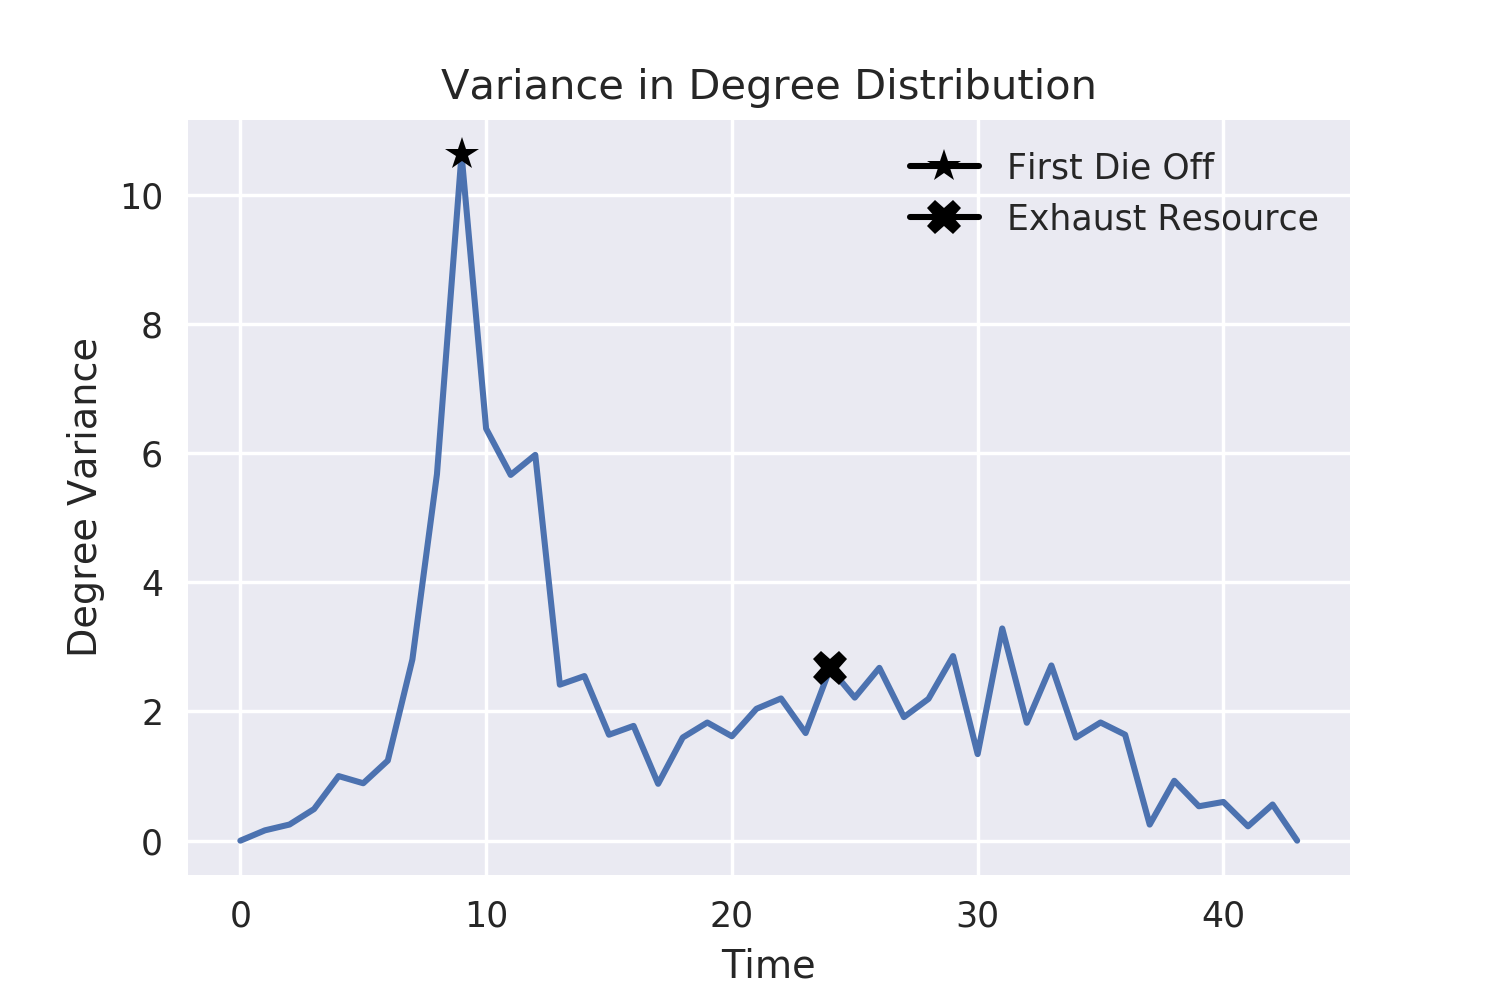 Variance in Degree Distribution
First Die Off
Exhaust Resource
Degree Variance
10
8
6
4
2
0
0 10 20 30 40
Time